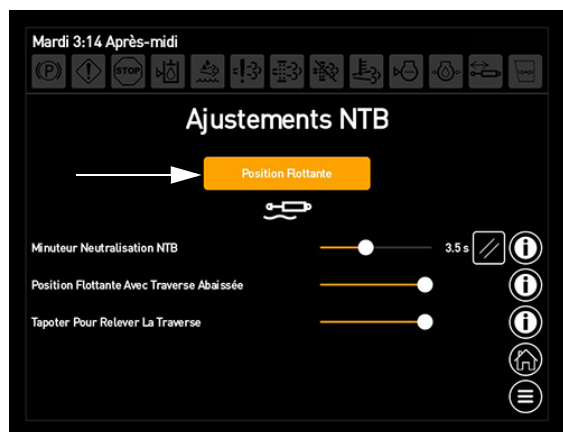 Mardi 3:14 Après-midi
(P) STOP
Ajustements NTB
Position Flottante
Minuteur Neutralisation NTB 3.5 s
Position Flottante Avec Traverse Abaissée
Tapoter Pour Relever La Traverse